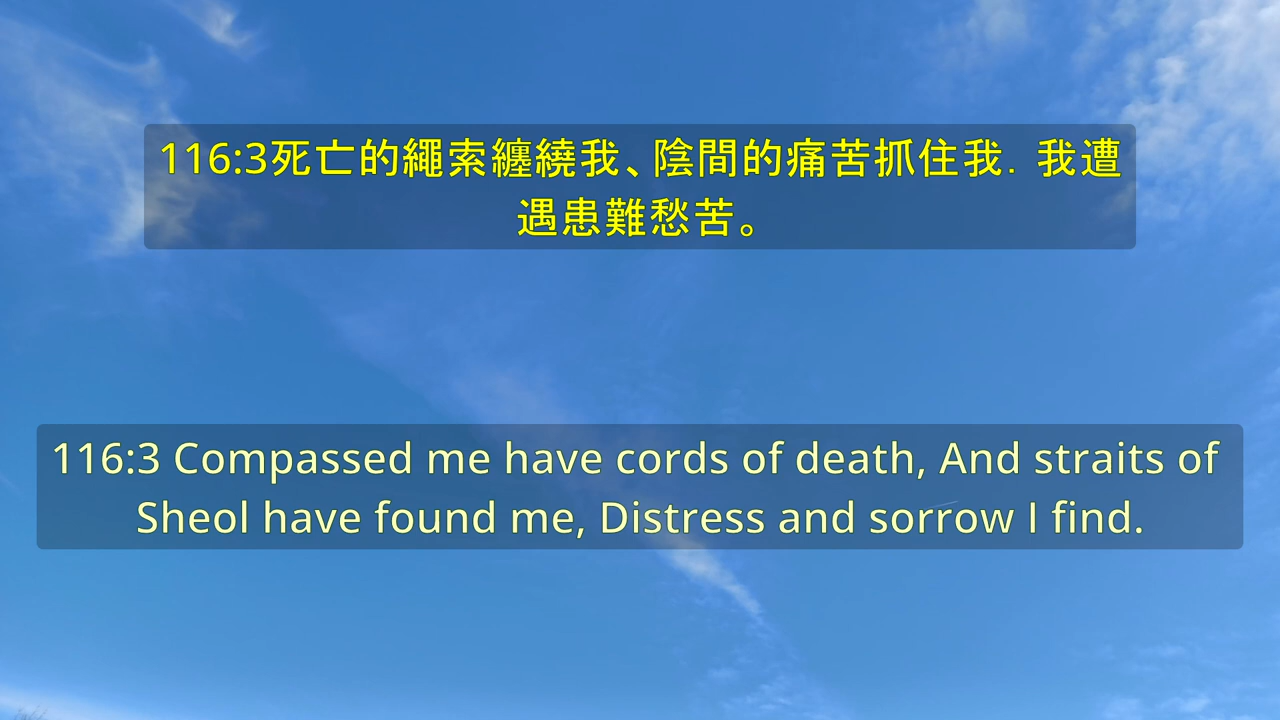 116:3死亡的繩索纏繞我、陰間的痛苦抓住我．我遭
遇患難愁苦。
116:3 Compassed me have cords of death, And straits of
Sheol have found me, Distress and sorrow I find.